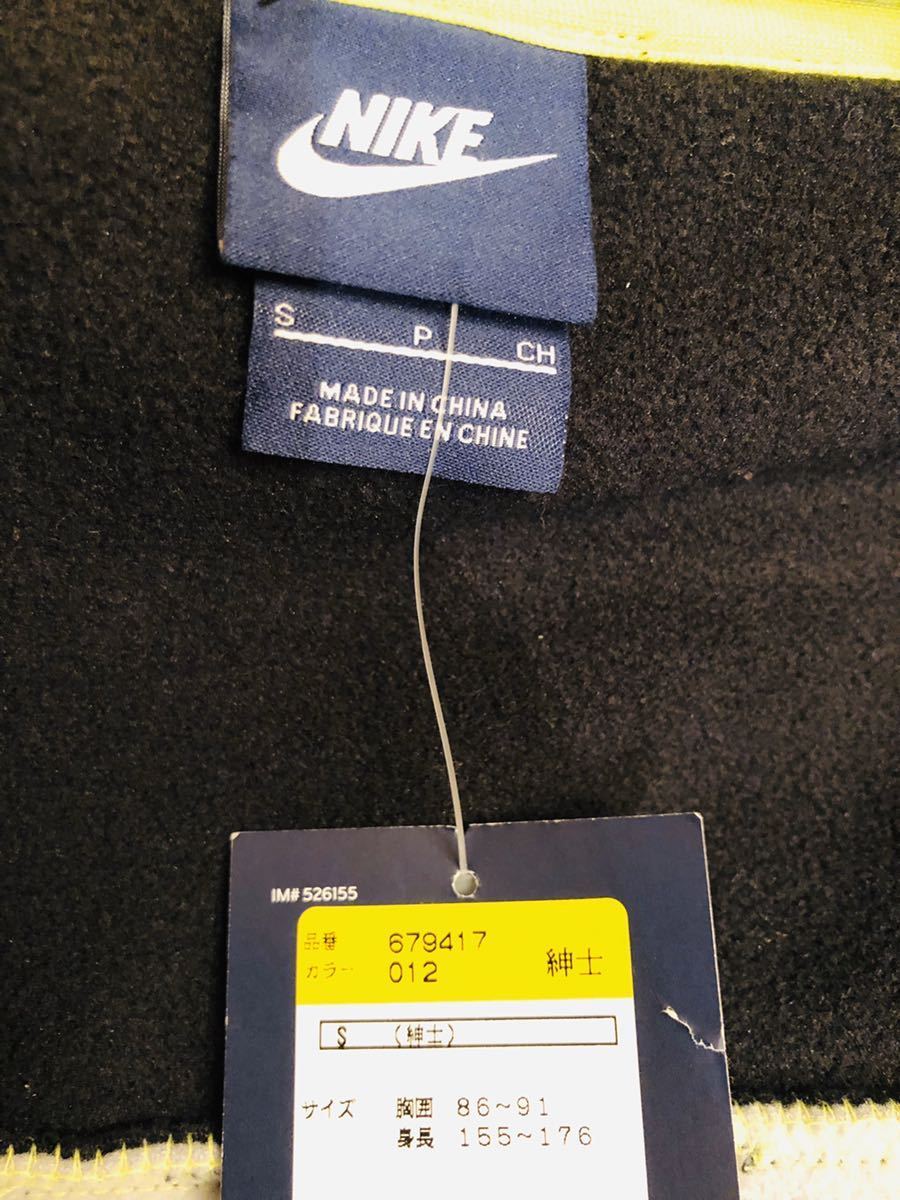 NIKE
S P CH
MADE IN CHINA
FABRIQUE EN CHINE
IM# 526155
品番 679417
カラー 012 紳士
S (紳士)
サイズ 胸囲 86~91
身長 155~176